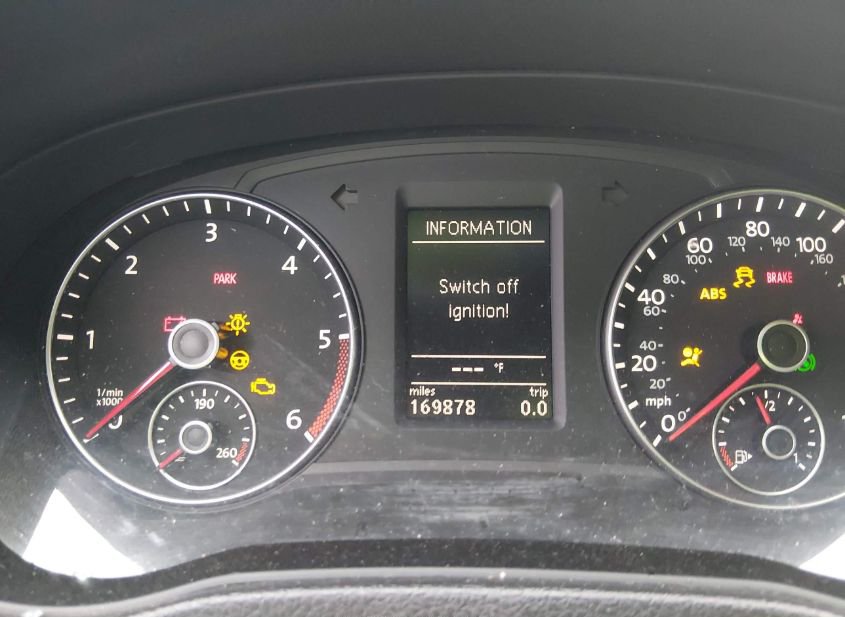 INFORMATION
Switch off
ignition!
--- °F
miles trip
169878 0.0
1
2
3
4
5
6
PARK
1/min
x1000
190
260
0
20
40
60
80
100
20
40
60
80
100
120
140
160
mph
ABS
BRAKE
1/2
1